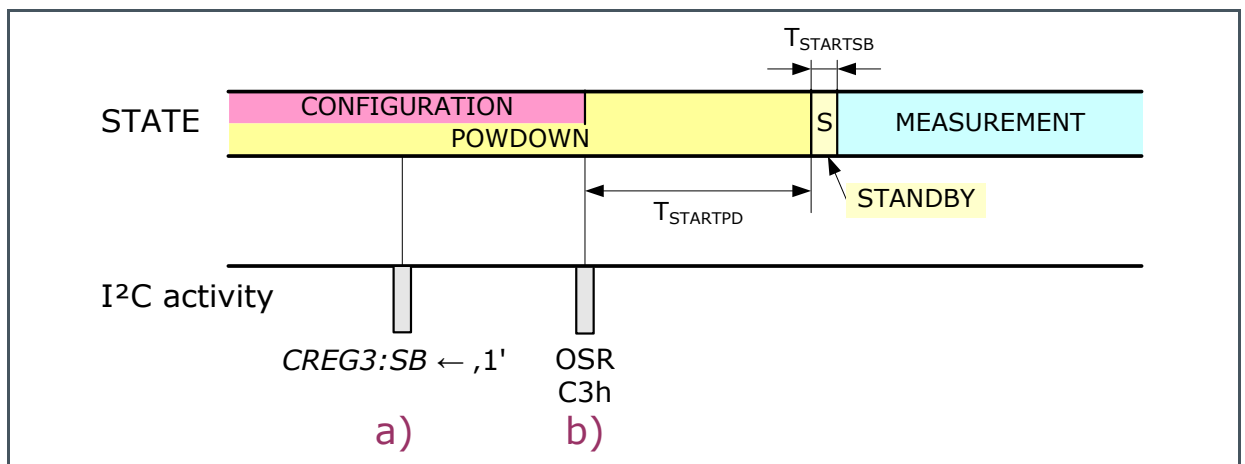 TSTARTSB
STATE
CONFIGURATION
POWDOWN
S
MEASUREMENT
STANDBY
TSTARTPD
I²C activity
CREG3:SB ← ‚1'
OSR
C3h
a)
b)